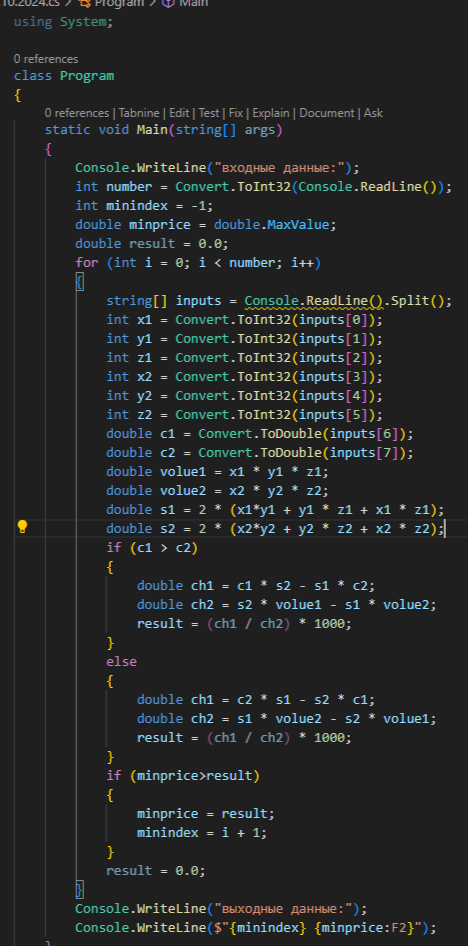 10.2024.cs > Program > Main
using System;
0 references
class Program
{
0 references | Tabnine | Edit | Test | Fix | Explain | Document | Ask
static void Main(string[] args)
{
Console.WriteLine("входные данные:");
int number = Convert.ToInt32(Console.ReadLine());
int minindex = -1;
double minprice = double.MaxValue;
double result = 0.0;
for (int i = 0; i < number; i++)
{
string[] inputs = Console.ReadLine().Split();
int x1 = Convert.ToInt32(inputs[0]);
int y1 = Convert.ToInt32(inputs[1]);
int z1 = Convert.ToInt32(inputs[2]);
int x2 = Convert.ToInt32(inputs[3]);
int y2 = Convert.ToInt32(inputs[4]);
int z2 = Convert.ToInt32(inputs[5]);
double c1 = Convert.ToDouble(inputs[6]);
double c2 = Convert.ToDouble(inputs[7]);
double volue1 = x1 * y1 * z1;
double volue2 = x2 * y2 * z2;
double s1 = 2 * (x1*y1 + y1 * z1 + x1 * z1);
double s2 = 2 * (x2*y2 + y2 * z2 + x2 * z2);
if (c1 > c2)
{
double ch1 = c1 * s2 - s1 * c2;
double ch2 = s2 * volue1 - s1 * volue2;
result = (ch1 / ch2) * 1000;
}
else
{
double ch1 = c2 * s1 - s2 * c1;
double ch2 = s1 * volue2 - s2 * volue1;
result = (ch1 / ch2) * 1000;
}
if (minprice>result)
{
minprice = result;
minindex = i + 1;
}
result = 0.0;
}
Console.WriteLine("выходные данные:");
Console.WriteLine($"{minindex} {minprice:F2}");
}